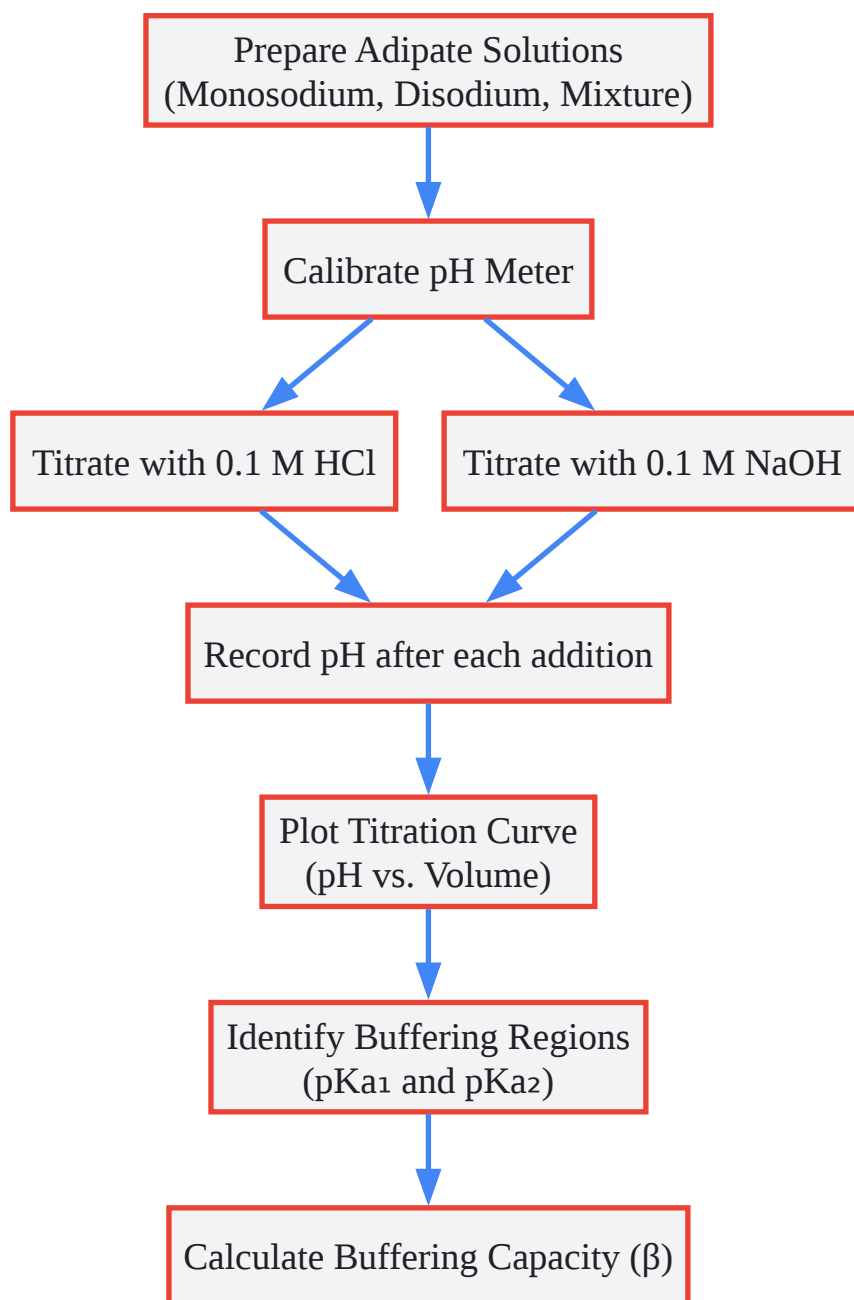 Prepare Adipate Solutions
(Monosodium, Disodium, Mixture)
Calibrate pH Meter
Titrate with 0.1 M HCl
Titrate with 0.1 M NaOH
Record pH after each addition
Plot Titration Curve
(pH vs. Volume)
Identify Buffering Regions
(pKa₁ and pKa₂)
Calculate Buffering Capacity (β)